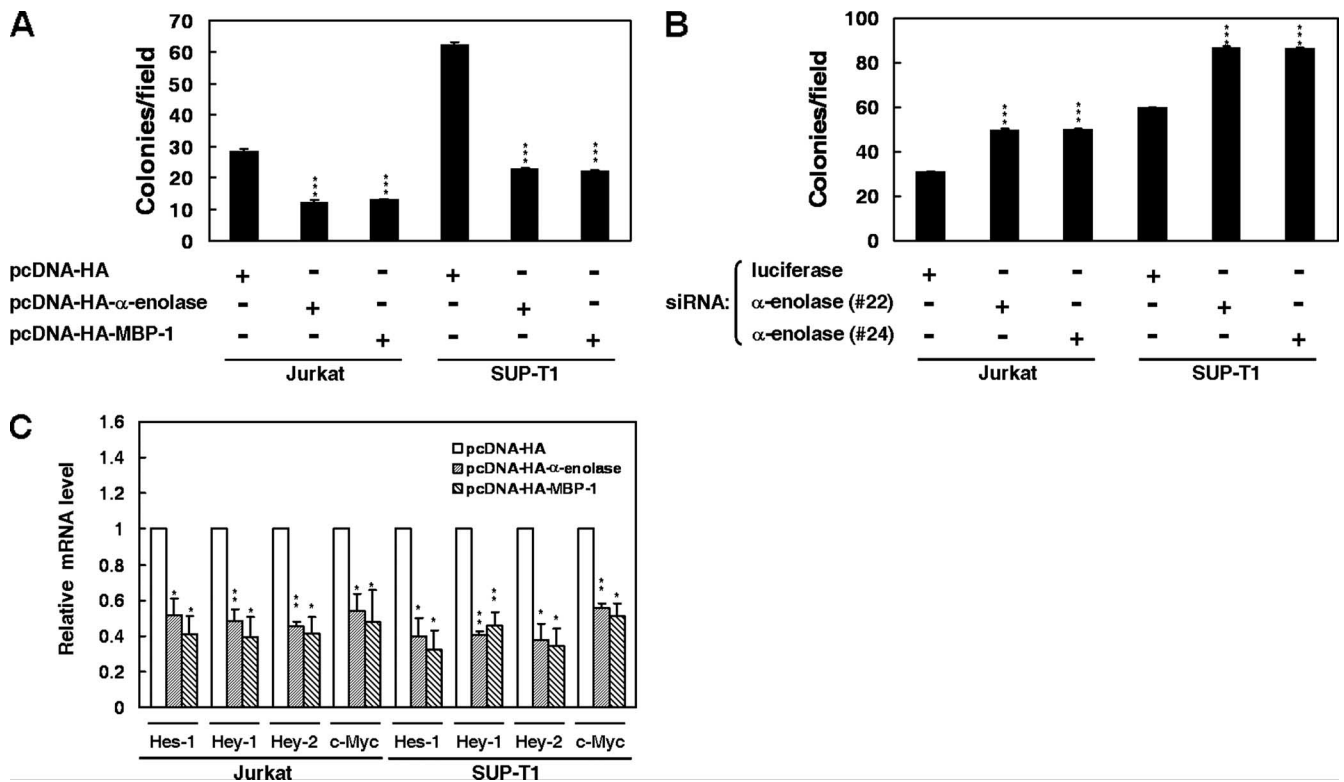 A
Colonies/field
70
60
50
40
30
20
10
0
***
***
***
***
pcDNA-HA + - - + - -
pcDNA-HA-α-enolase - + - - + -
pcDNA-HA-MBP-1 - - + - - +
Jurkat SUP-T1
B
Colonies/field
100
80
60
40
20
0
***
***
***
***
siRNA:
luciferase + - - + - -
α-enolase (#22) - + - - + -
α-enolase (#24) - - + - - +
Jurkat SUP-T1
C
Relative mRNA level
1.6
1.4
1.2
1
0.8
0.6
0.4
0.2
0
pcDNA-HA
pcDNA-HA-α-enolase
pcDNA-HA-MBP-1
* * ** * ** * * * * * ** ** * * ** *
Hes-1 Hey-1 Hey-2 c-Myc Hes-1 Hey-1 Hey-2 c-Myc
Jurkat SUP-T1